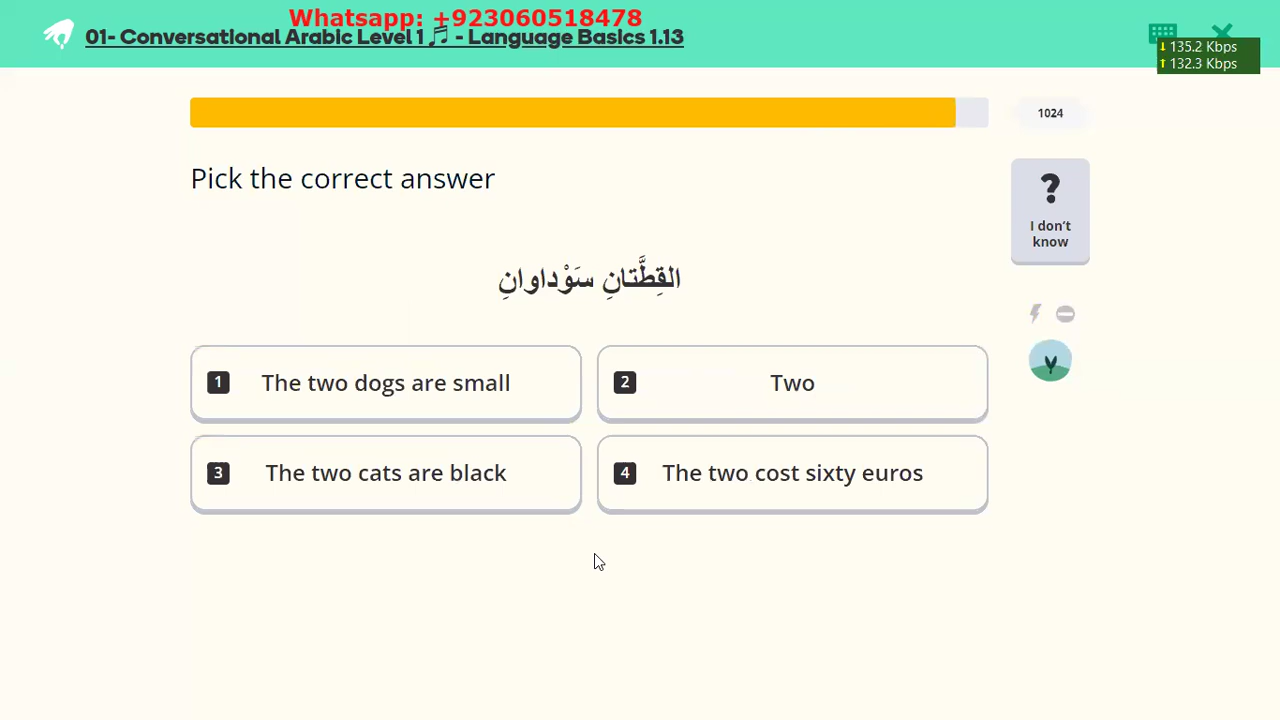 Whatsapp: +923060518478
01- Conversational Arabic Level 1 🎵 - Language Basics 1.13
↓ 135.2 Kbps
↑ 132.3 Kbps
1024
Pick the correct answer
?
I don't
know
القِطَّتانِ سَوْداوانِ
1 The two dogs are small
2 Two
3 The two cats are black
4 The two cost sixty euros